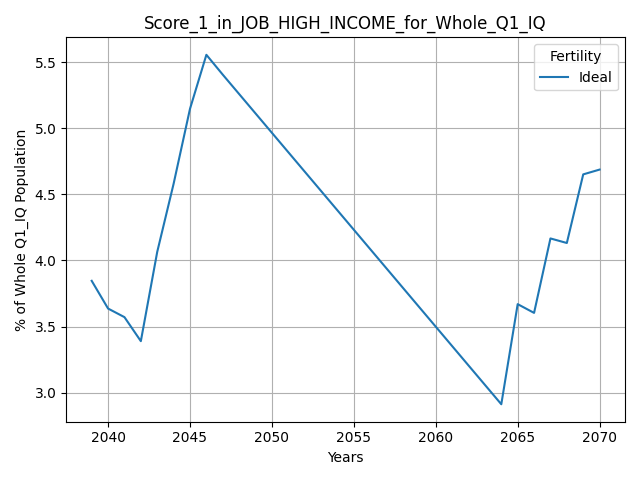 Score_1_in_JOB_HIGH_INCOME_for_Whole_Q1_IQ
Fertility
Ideal
% of Whole Q1_IQ Population
5.5
5.0
4.5
4.0
3.5
3.0
2040
2045
2050
2055
2060
2065
2070
Years